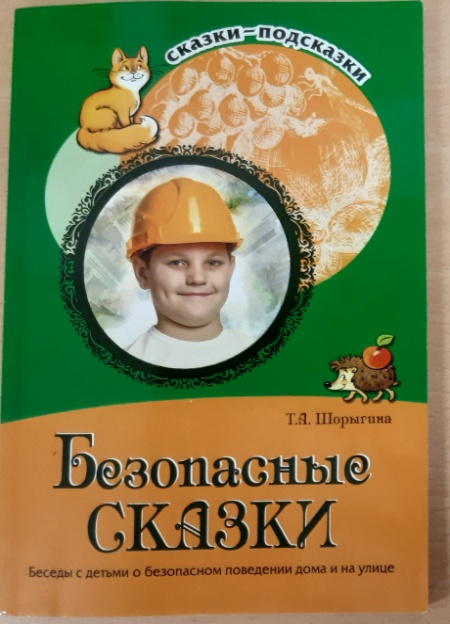 сказки-подсказки
Т.А. Шорыгина
Безопасные
СКАЗКИ
Беседы с детьми о безопасном поведении дома и на улице